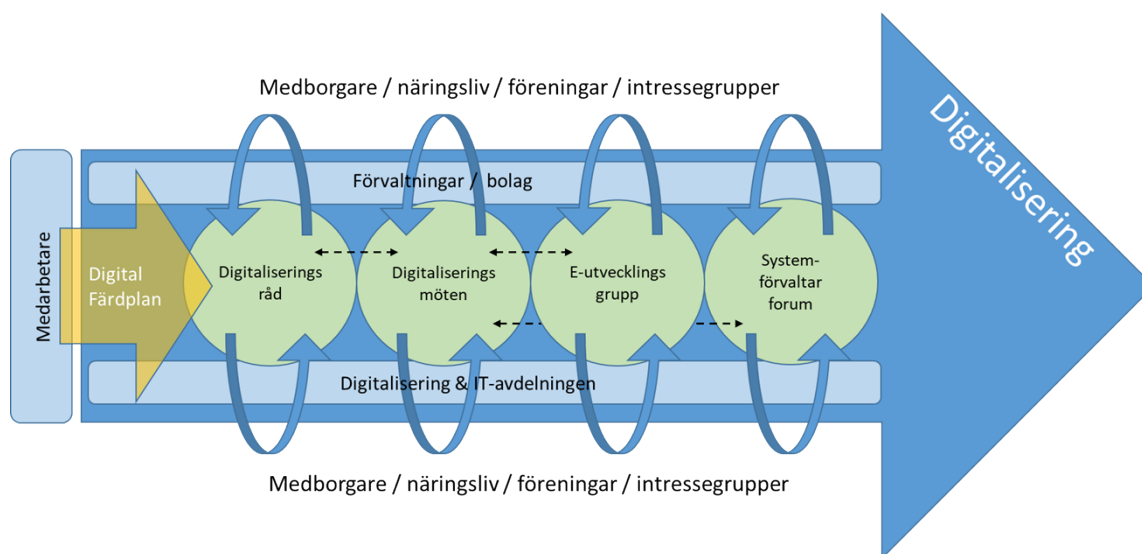 Medborgare / näringsliv / föreningar / intressegrupper
Digitalisering
Förvaltningar / bolag
Medarbetare
Digital
Färdplan
Digitaliserings
råd
Digitaliserings
möten
E-utvecklings
grupp
System-
förvaltar
forum
Digitalisering & IT-avdelningen
Medborgare / näringsliv / föreningar / intressegrupper